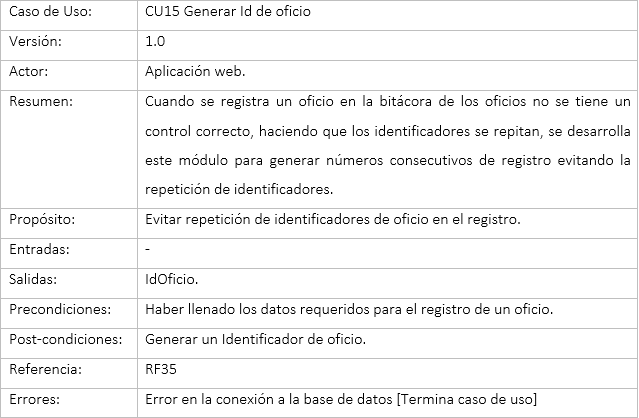 Caso de Uso: CU15 Generar Id de oficio
Versión: 1.0
Actor: Aplicación web.
Resumen: Cuando se registra un oficio en la bitácora de los oficios no se tiene un
control correcto, haciendo que los identificadores se repitan, se desarrolla
este módulo para generar números consecutivos de registro evitando la
repetición de identificadores.
Propósito: Evitar repetición de identificadores de oficio en el registro.
Entradas: -
Salidas: IdOficio.
Precondiciones: Haber llenado los datos requeridos para el registro de un oficio.
Post-condiciones: Generar un Identificador de oficio.
Referencia: RF35
Errores: Error en la conexión a la base de datos [Termina caso de uso]